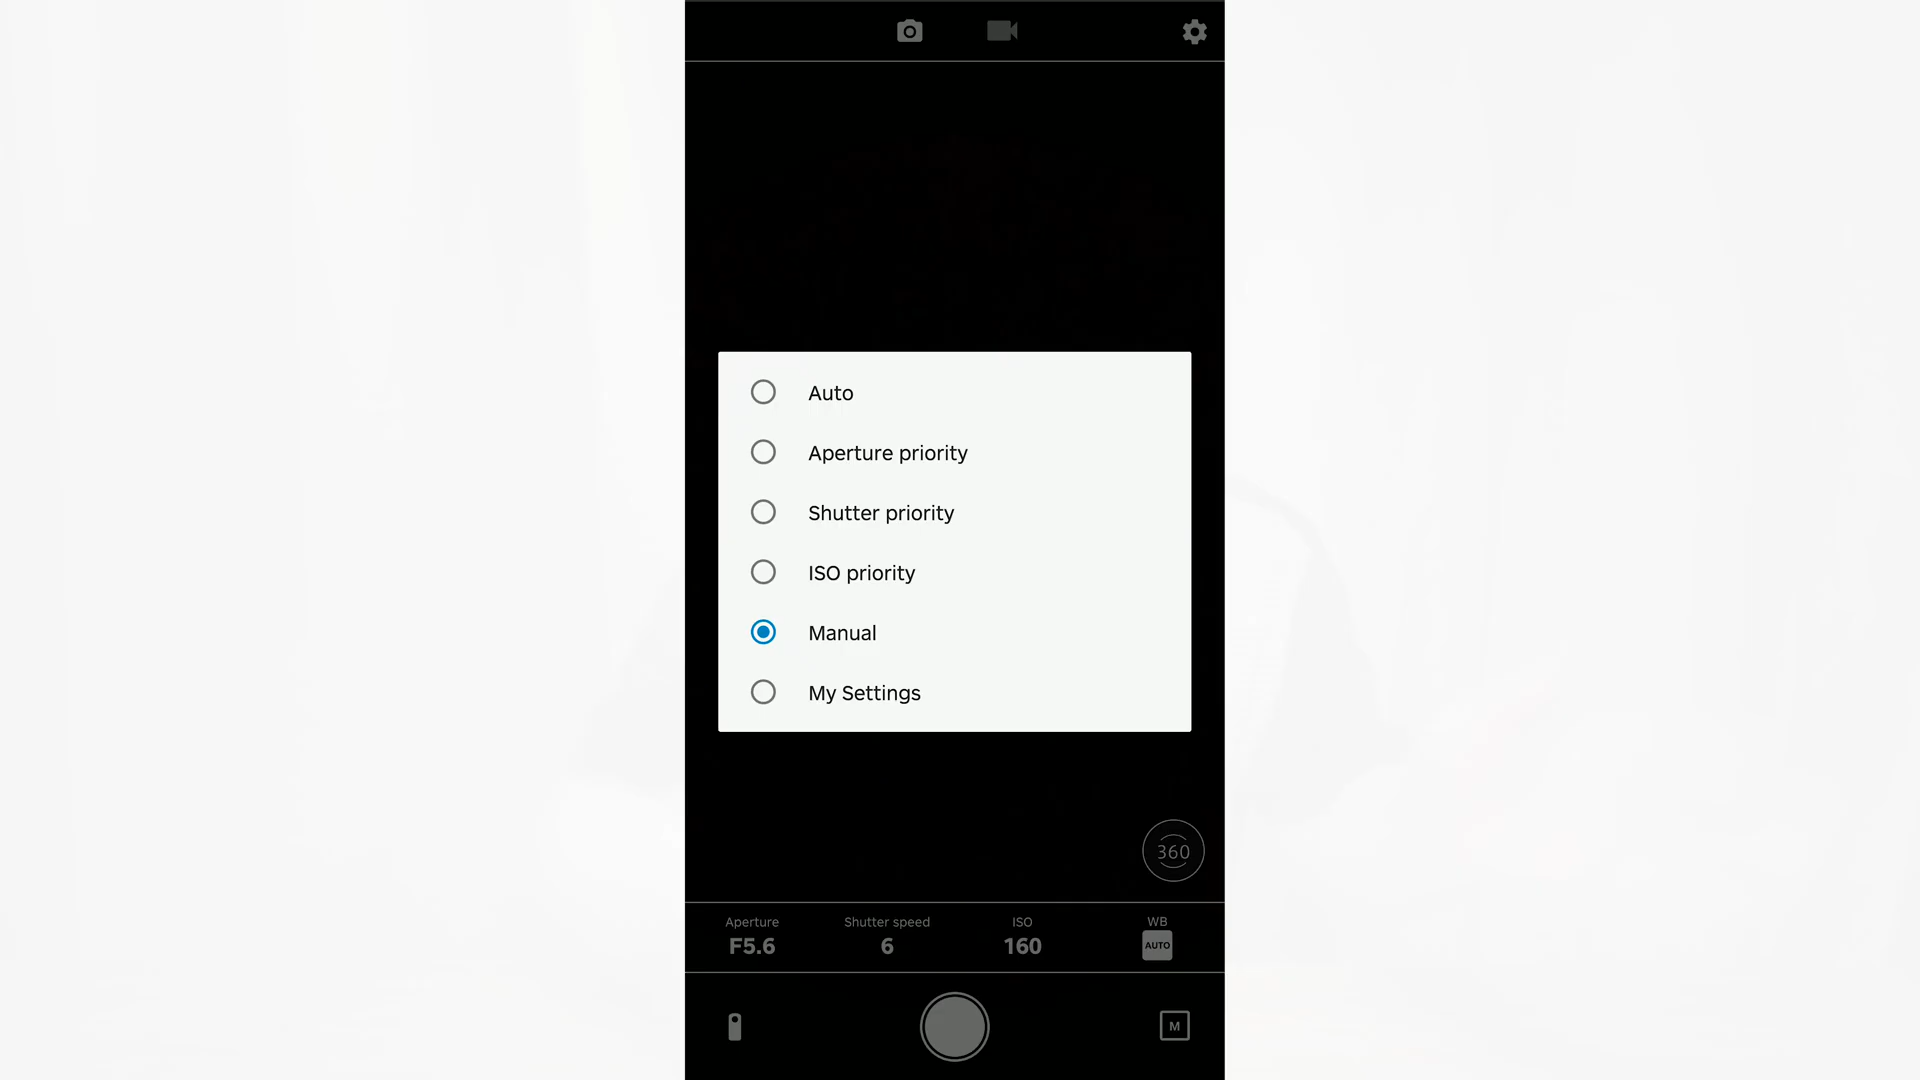 Auto
Aperture priority
Shutter priority
ISO priority
Manual
My Settings
360
Aperture Shutter speed ISO WB
F5.6 6 160 AUTO
M